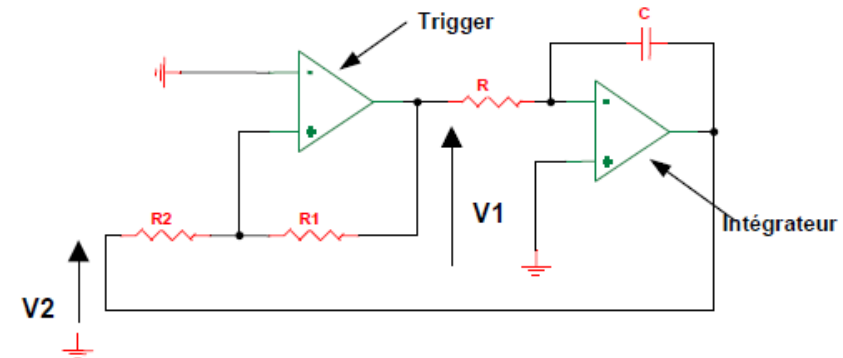 Trigger
C
R
-
-
+
+
R2
R1
V1
Intégrateur
V2